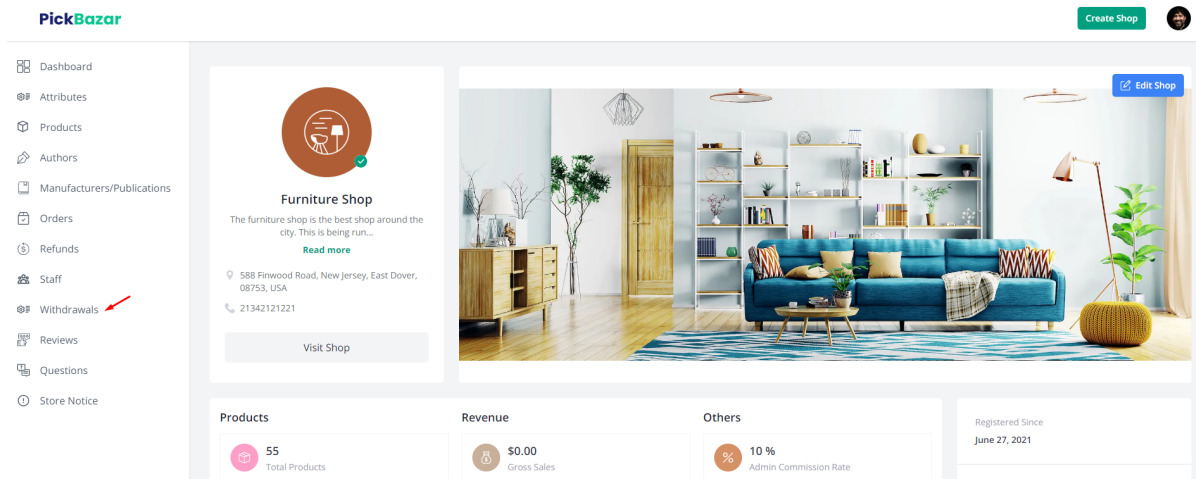 PickBazar
Create Shop
Dashboard
Attributes
Products
Authors
Manufacturers/Publications
Orders
Refunds
Staff
Withdrawals
Reviews
Questions
Store Notice
Furniture Shop
The furniture shop is the best shop around the
city. This is being run...
Read more
588 Finwood Road, New Jersey, East Dover,
08753, USA
21342121221
Visit Shop
Edit Shop
Products
55
Total Products
Revenue
$0.00
Gross Sales
Others
10 %
Admin Commission Rate
Registered Since
June 27, 2021